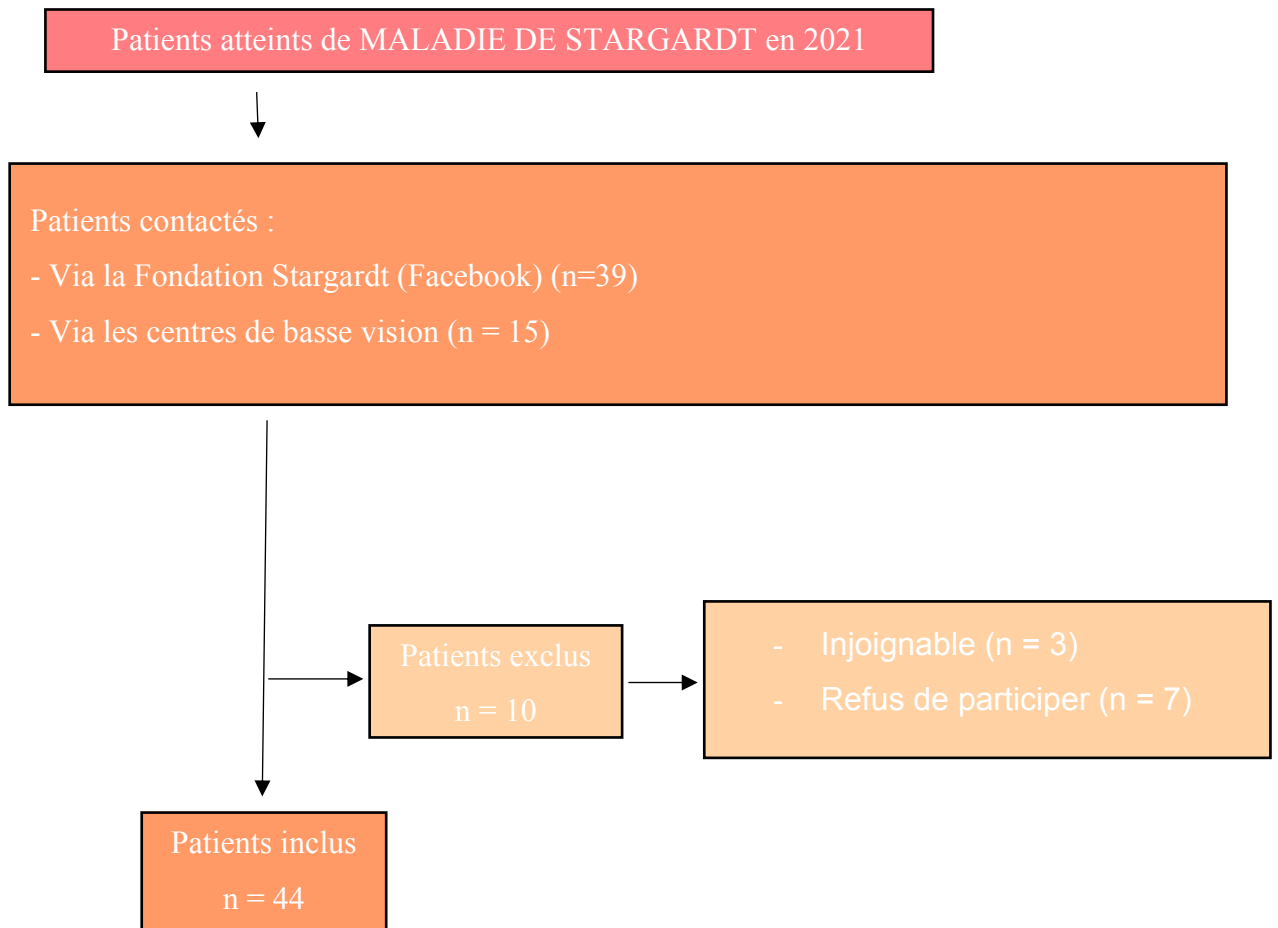 Patients atteints de MALADIE DE STARGARDT en 2021
Patients contactés :
- Via la Fondation Stargardt (Facebook) (n=39)
- Via les centres de basse vision (n = 15)
Patients exclus
n = 10
- Injoignable (n = 3)
- Refus de participer (n = 7)
Patients inclus
n = 44